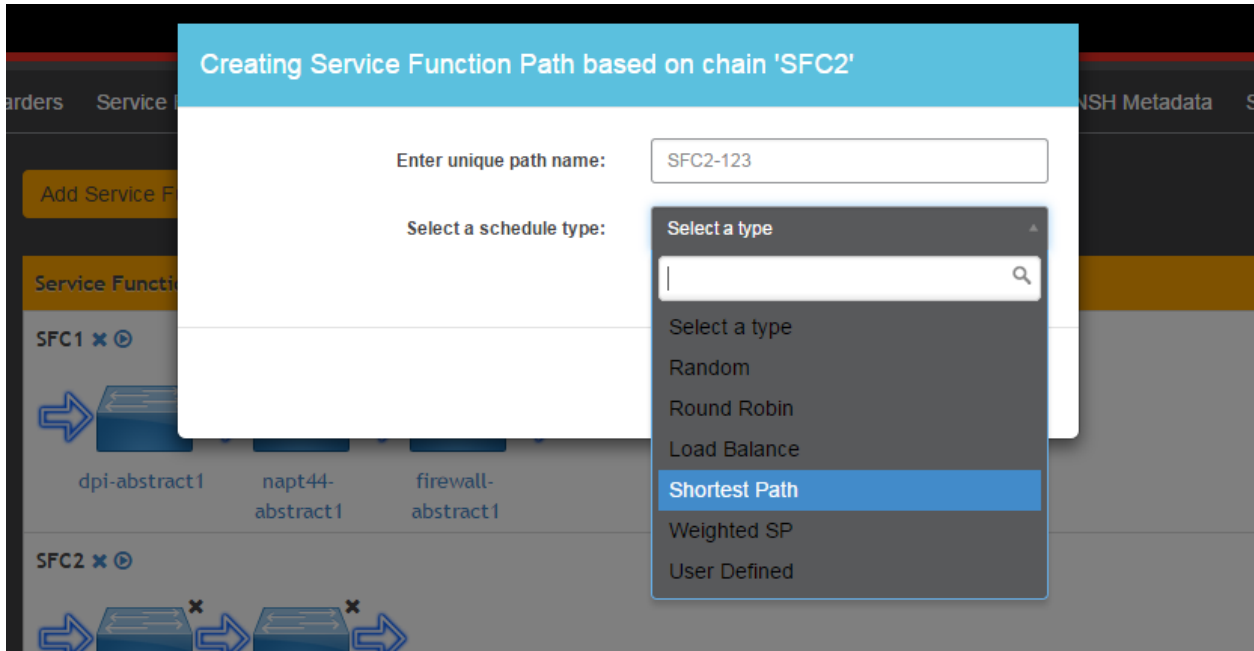 Creating Service Function Path based on chain 'SFC2'
arders Service NSH Metadata S
Enter unique path name: SFC2-123
Add Service F
Select a schedule type: Select a type
Service Functi
Select a type
SFC1
Random
Round Robin
Load Balance
dpi-abstract1 napt44-abstract1 firewall-abstract1
Shortest Path
Weighted SP
SFC2
User Defined